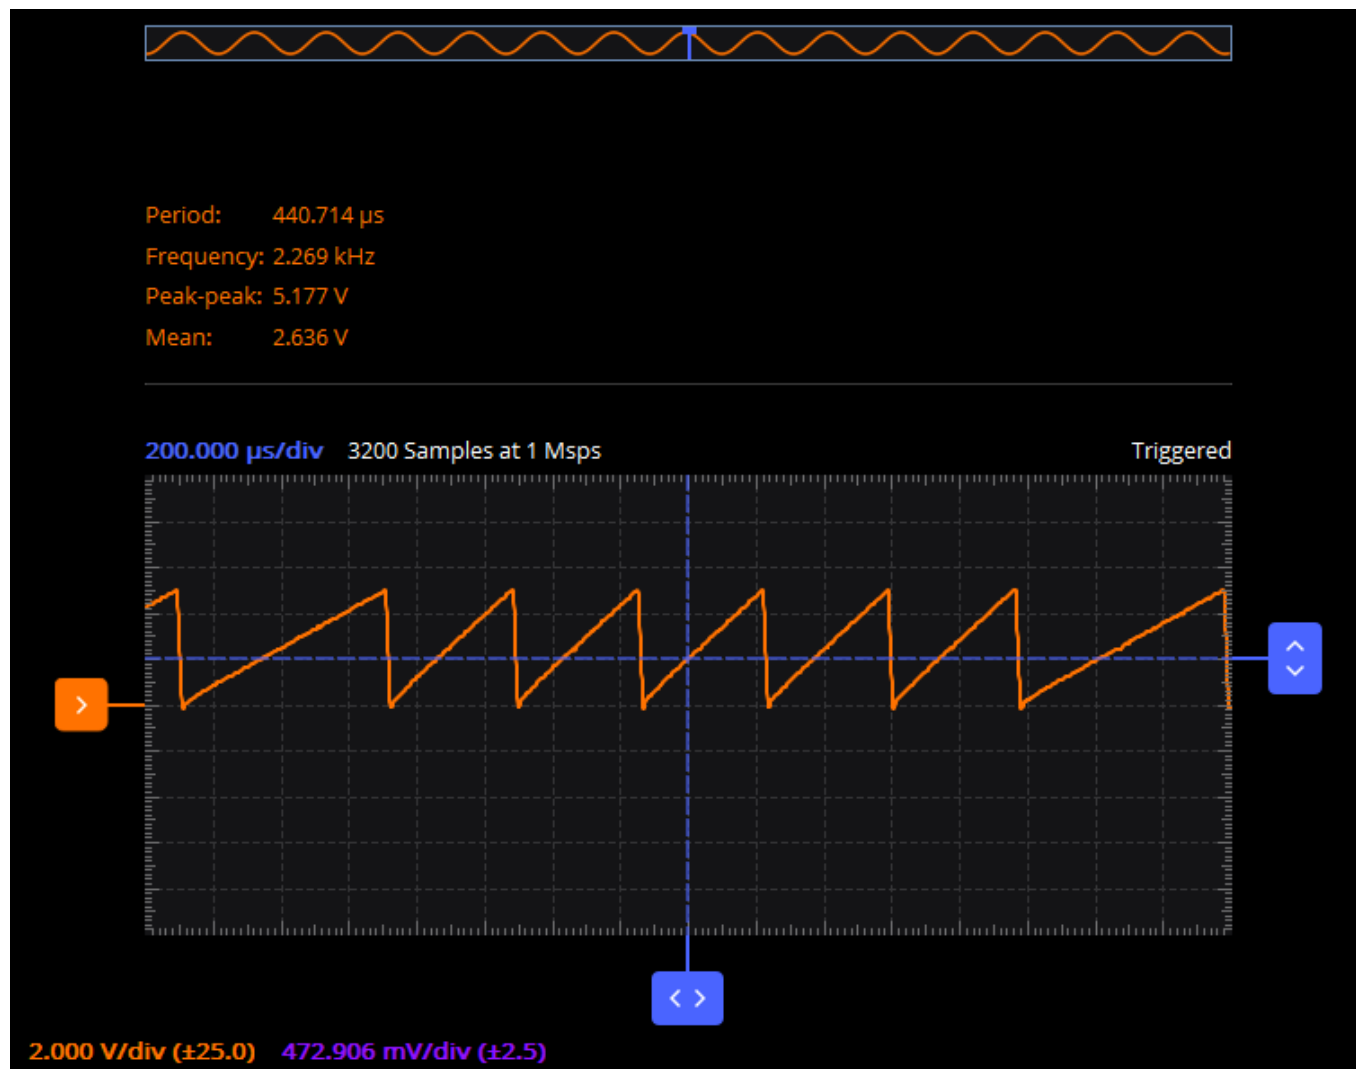 Period: 440.714 µs
Frequency: 2.269 kHz
Peak-peak: 5.177 V
Mean: 2.636 V
200.000 µs/div 3200 Samples at 1 Msps Triggered
2.000 V/div (±25.0) 472.906 mV/div (±2.5)